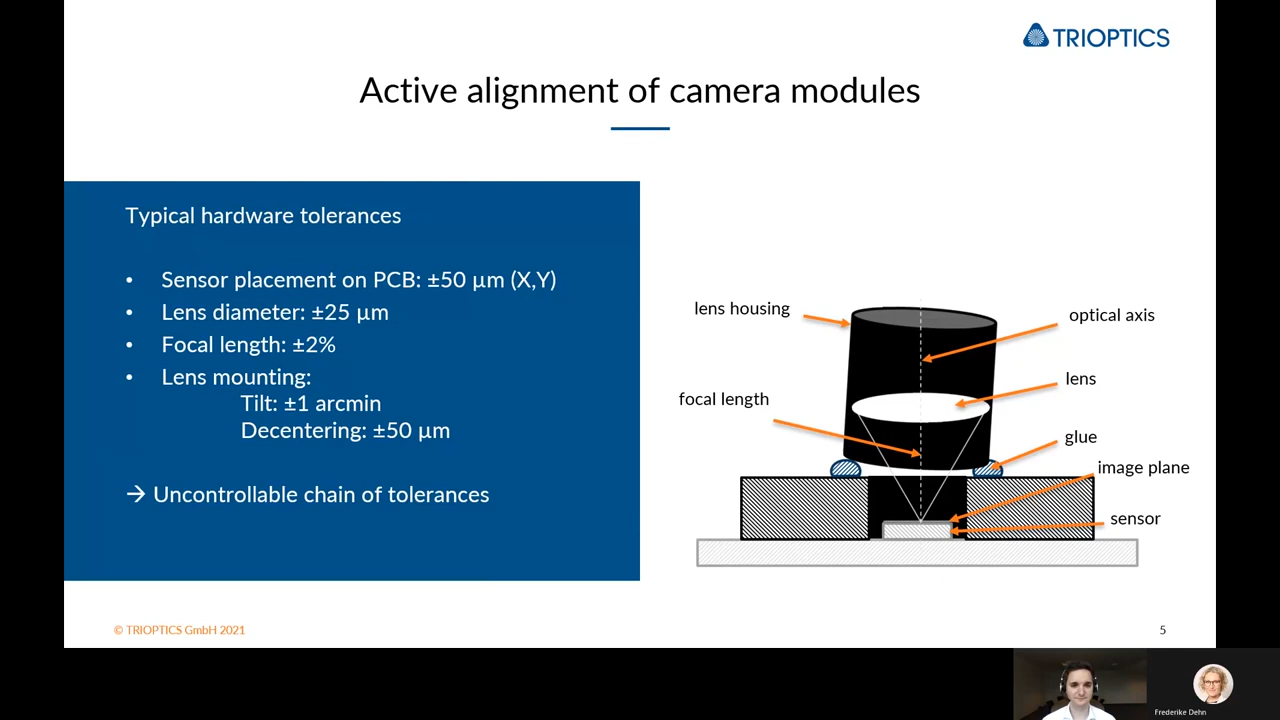 TRIOPTICS
Active alignment of camera modules
Typical hardware tolerances
• Sensor placement on PCB: ±50 µm (X,Y)
• Lens diameter: ±25 µm
• Focal length: ±2%
• Lens mounting:
Tilt: ±1 arcmin
Decentering: ±50 µm
→ Uncontrollable chain of tolerances
lens housing
optical axis
lens
focal length
glue
image plane
sensor
© TRIOPTICS GmbH 2021
5
Frederike Dehn